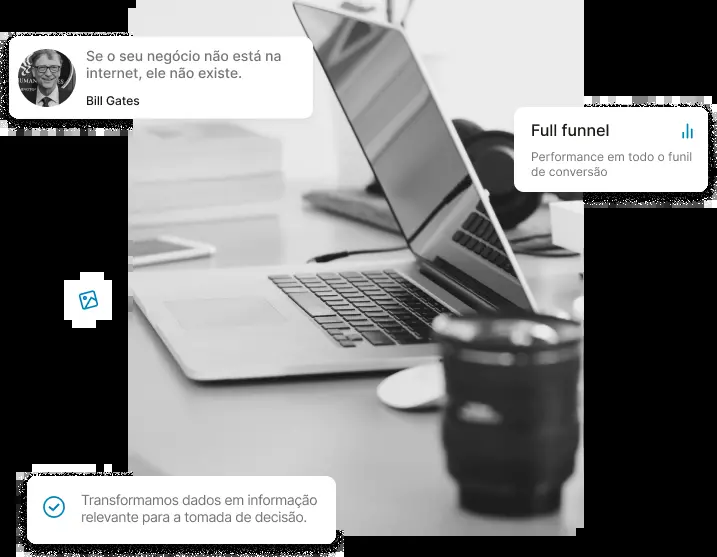 Se o seu negócio não está na
internet, ele não existe.
Bill Gates
Full funnel
Performance em todo o funil
de conversão
Transformamos dados em informação
relevante para a tomada de decisão.